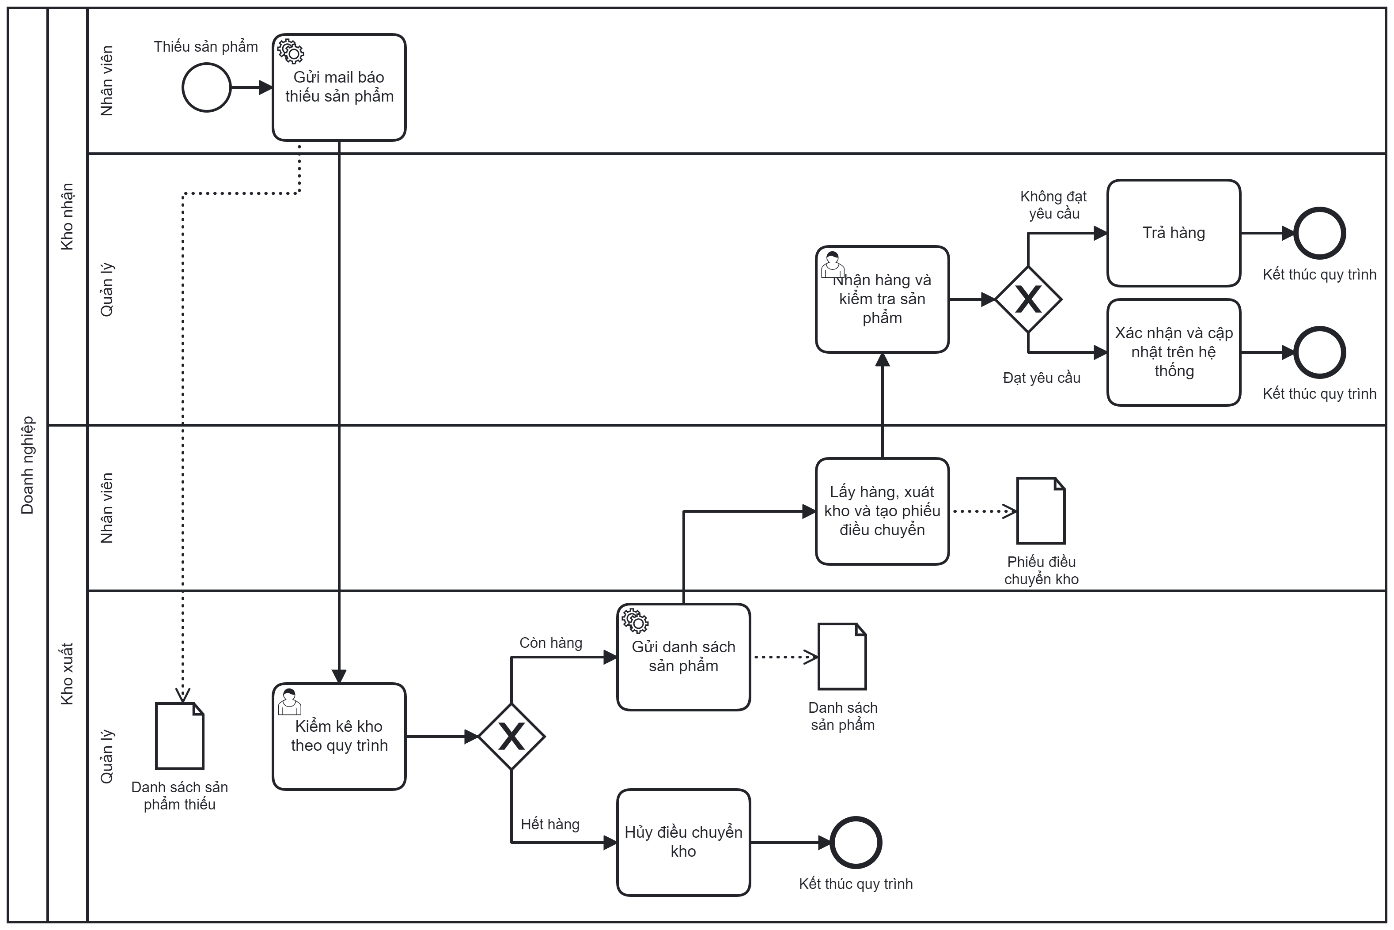 Doanh nghiệp
Kho nhận
Nhân viên
Thiếu sản phẩm
Gửi mail báo
thiếu sản phẩm
Quản lý
Nhận hàng và
kiểm tra sản
phẩm
Không đạt
yêu cầu
Trả hàng
Kết thúc quy trình
Đạt yêu cầu
Xác nhận và cập
nhật trên hệ
thống
Kết thúc quy trình
Kho xuất
Nhân viên
Lấy hàng, xuất
kho và tạo phiếu
điều chuyển
Phiếu điều
chuyển kho
Quản lý
Danh sách sản
phẩm thiếu
Kiểm kê kho
theo quy trình
Còn hàng
Gửi danh sách
sản phẩm
Danh sách
sản phẩm
Hết hàng
Hủy điều chuyển
kho
Kết thúc quy trình